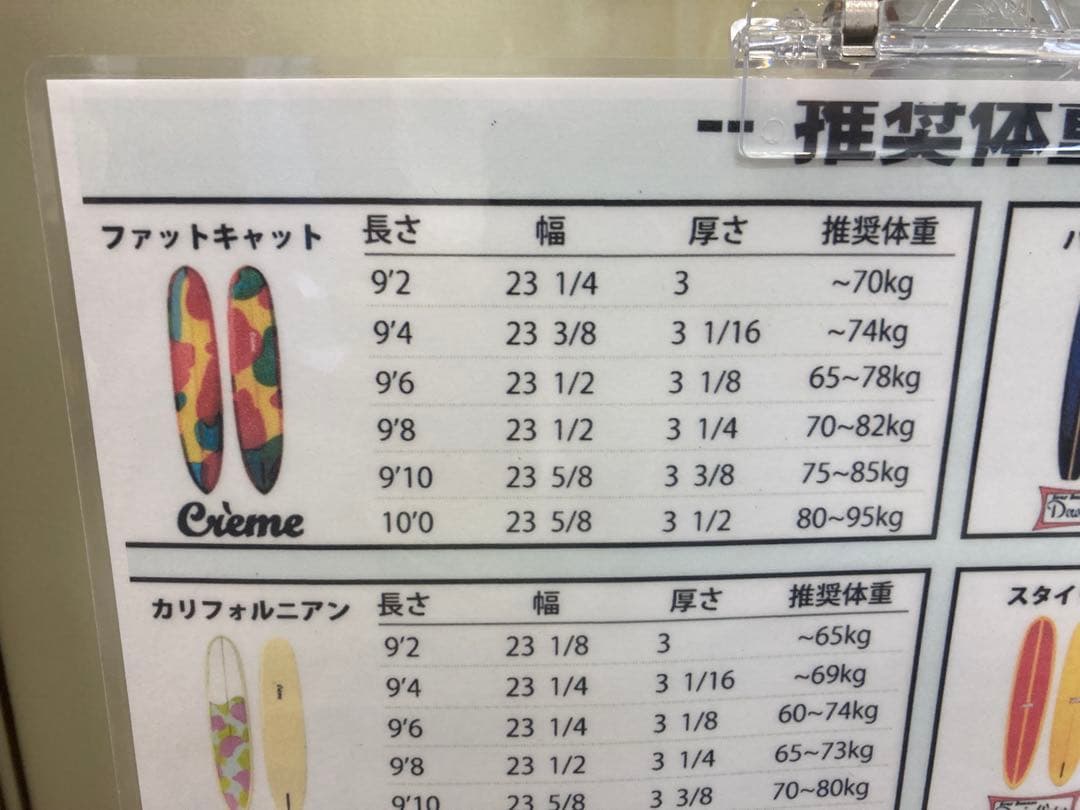 -- 推奨体重
ファットキャット 長さ 幅 厚さ 推奨体重
9'2 23 1/4 3 ~70kg
9'4 23 3/8 3 1/16 ~74kg
9'6 23 1/2 3 1/8 65~78kg
9'8 23 1/2 3 1/4 70~82kg
9'10 23 5/8 3 3/8 75~85kg
10'0 23 5/8 3 1/2 80~95kg
Crème
カリフォルニアン 長さ 幅 厚さ 推奨体重
9'2 23 1/8 3 ~65kg
9'4 23 1/4 3 1/16 ~69kg
9'6 23 1/4 3 1/8 60~74kg
9'8 23 1/2 3 1/4 65~73kg
9'10 23 5/8 3 3/8 70~80kg
スタイ